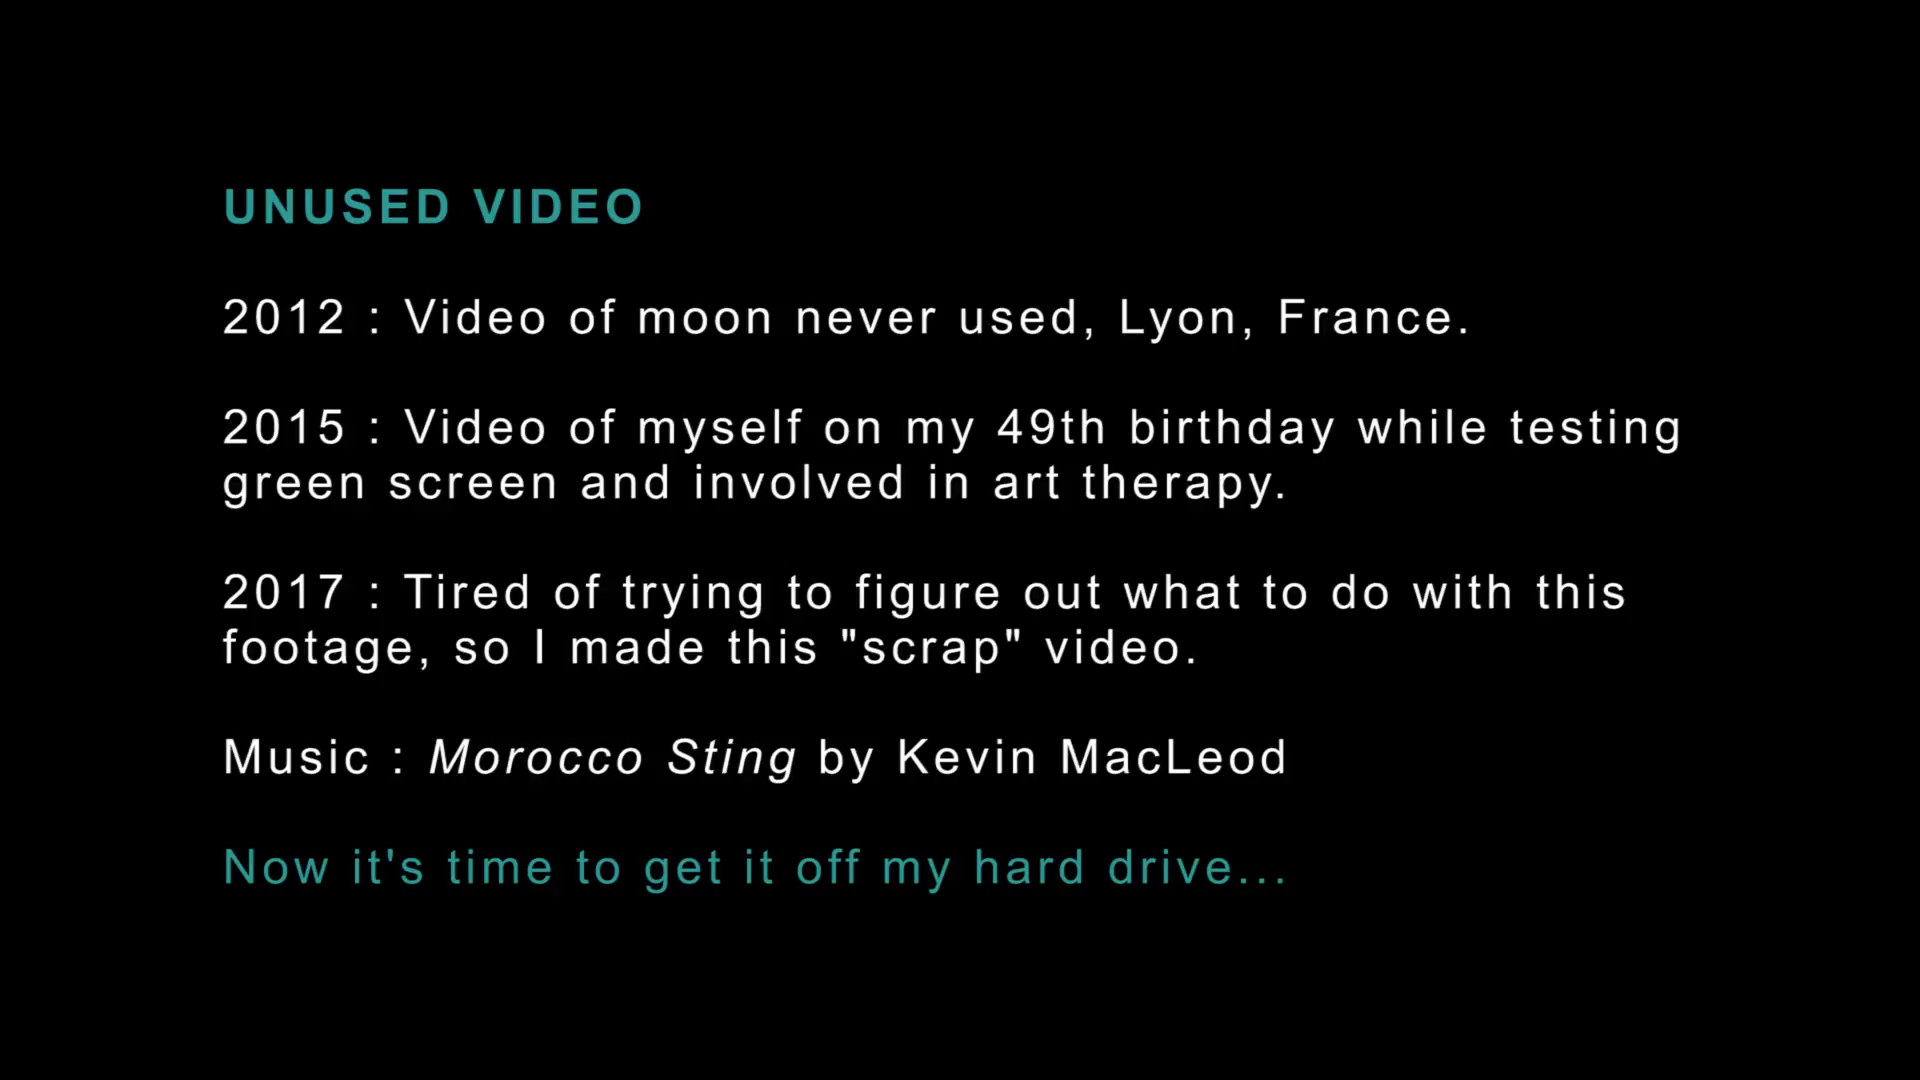 UNUSED VIDEO
2012 : Video of moon never used, Lyon, France.
2015 : Video of myself on my 49th birthday while testing
green screen and involved in art therapy.
2017 : Tired of trying to figure out what to do with this
footage, so I made this "scrap" video.
Music : Morocco Sting by Kevin MacLeod
Now it's time to get it off my hard drive...